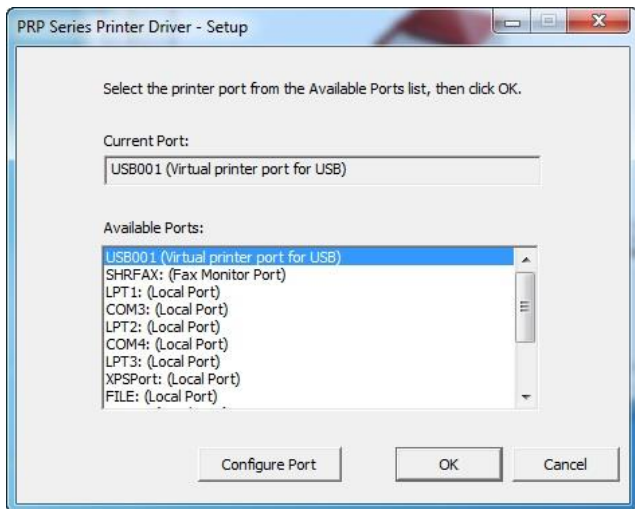 PRP Series Printer Driver - Setup
Select the printer port from the Available Ports list, then click OK.
Current Port:
USB001 (Virtual printer port for USB)
Available Ports:
USB001 (Virtual printer port for USB)
SHRFAX: (Fax Monitor Port)
LPT1: (Local Port)
COM3: (Local Port)
LPT2: (Local Port)
COM4: (Local Port)
LPT3: (Local Port)
XPSPort: (Local Port)
FILE: (Local Port)
Configure Port
OK
Cancel